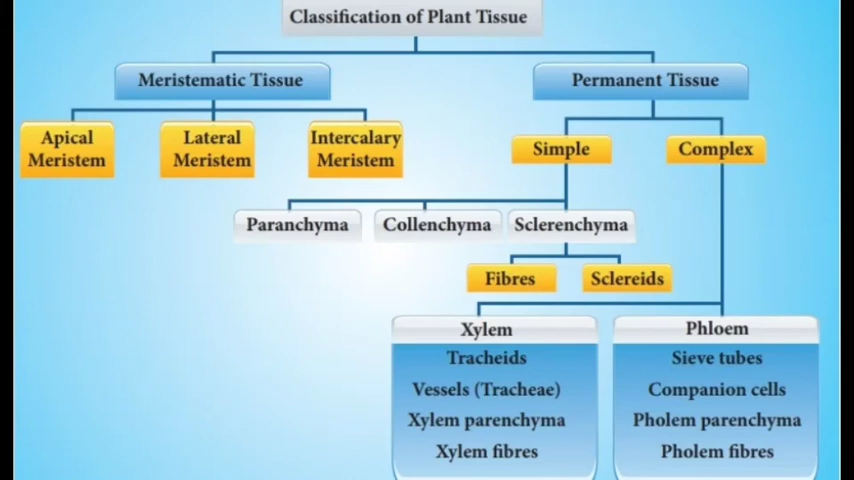 Classification of Plant Tissue
Meristematic Tissue
Permanent Tissue
Apical
Meristem
Lateral
Meristem
Intercalary
Meristem
Simple
Complex
Paranchyma
Collenchyma
Sclerenchyma
Fibres
Sclereids
Xylem
Tracheids
Vessels (Tracheae)
Xylem parenchyma
Xylem fibres
Phloem
Sieve tubes
Companion cells
Pholem parenchyma
Pholem fibres